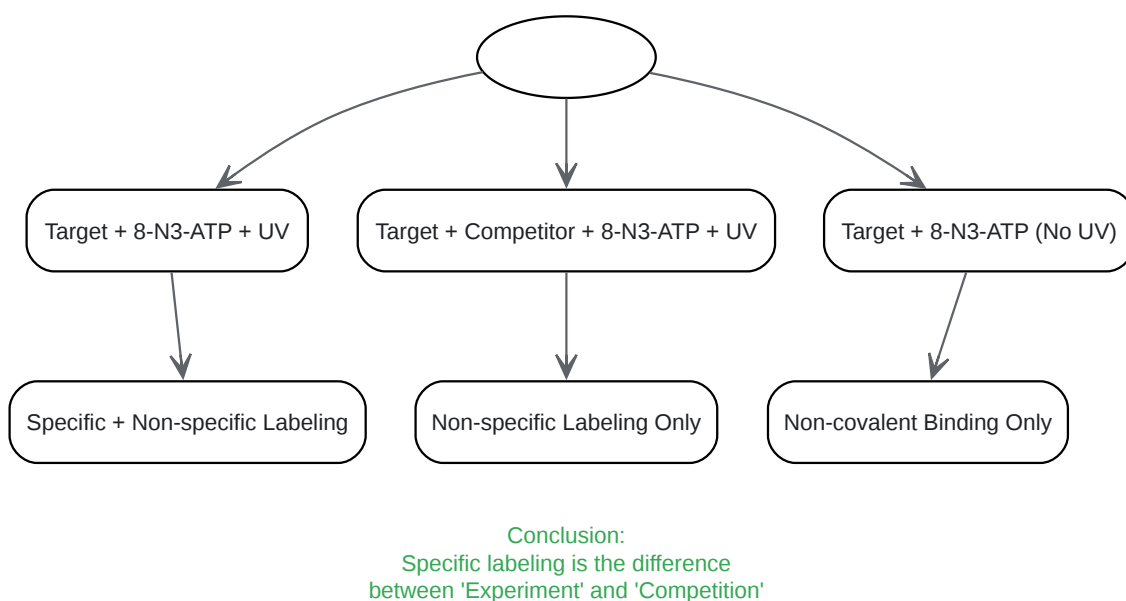 Target + 8-N3-ATP + UV
Target + Competitor + 8-N3-ATP + UV
Target + 8-N3-ATP (No UV)
Specific + Non-specific Labeling
Non-specific Labeling Only
Non-covalent Binding Only
Conclusion:
Specific labeling is the difference
between 'Experiment' and 'Competition'